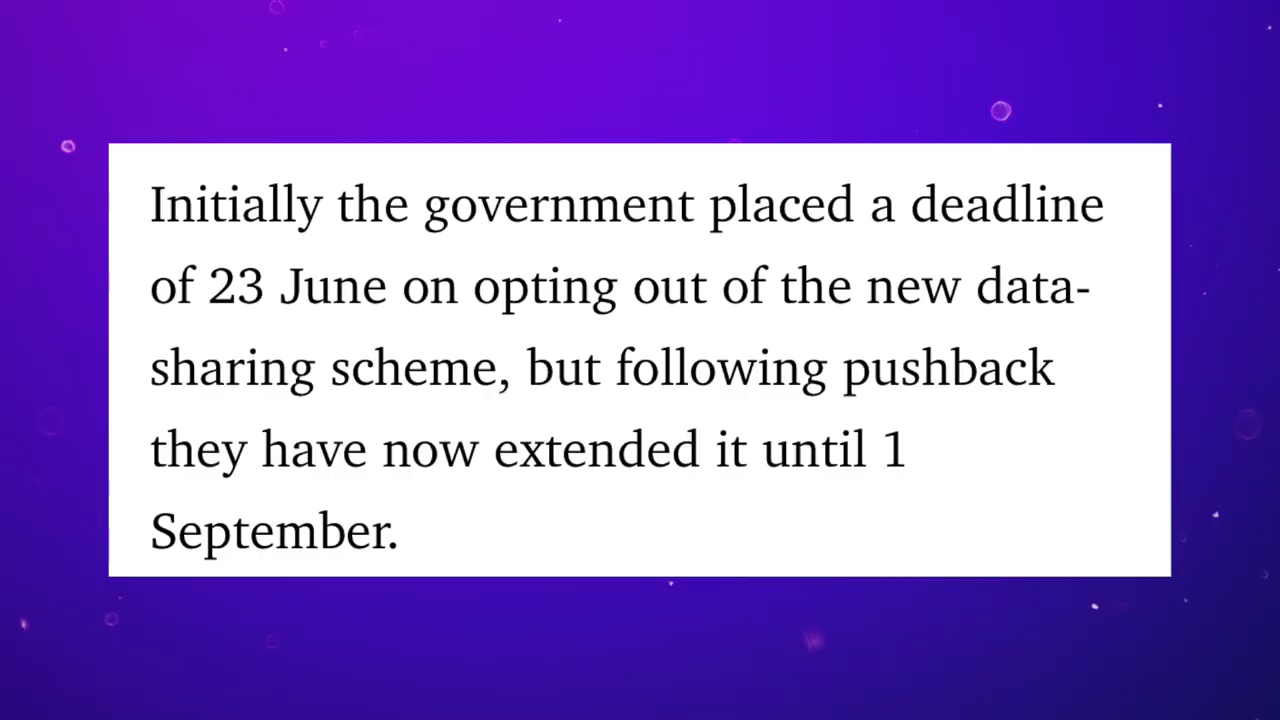 Initially the government placed a deadline
of 23 June on opting out of the new data-
sharing scheme, but following pushback
they have now extended it until 1
September.